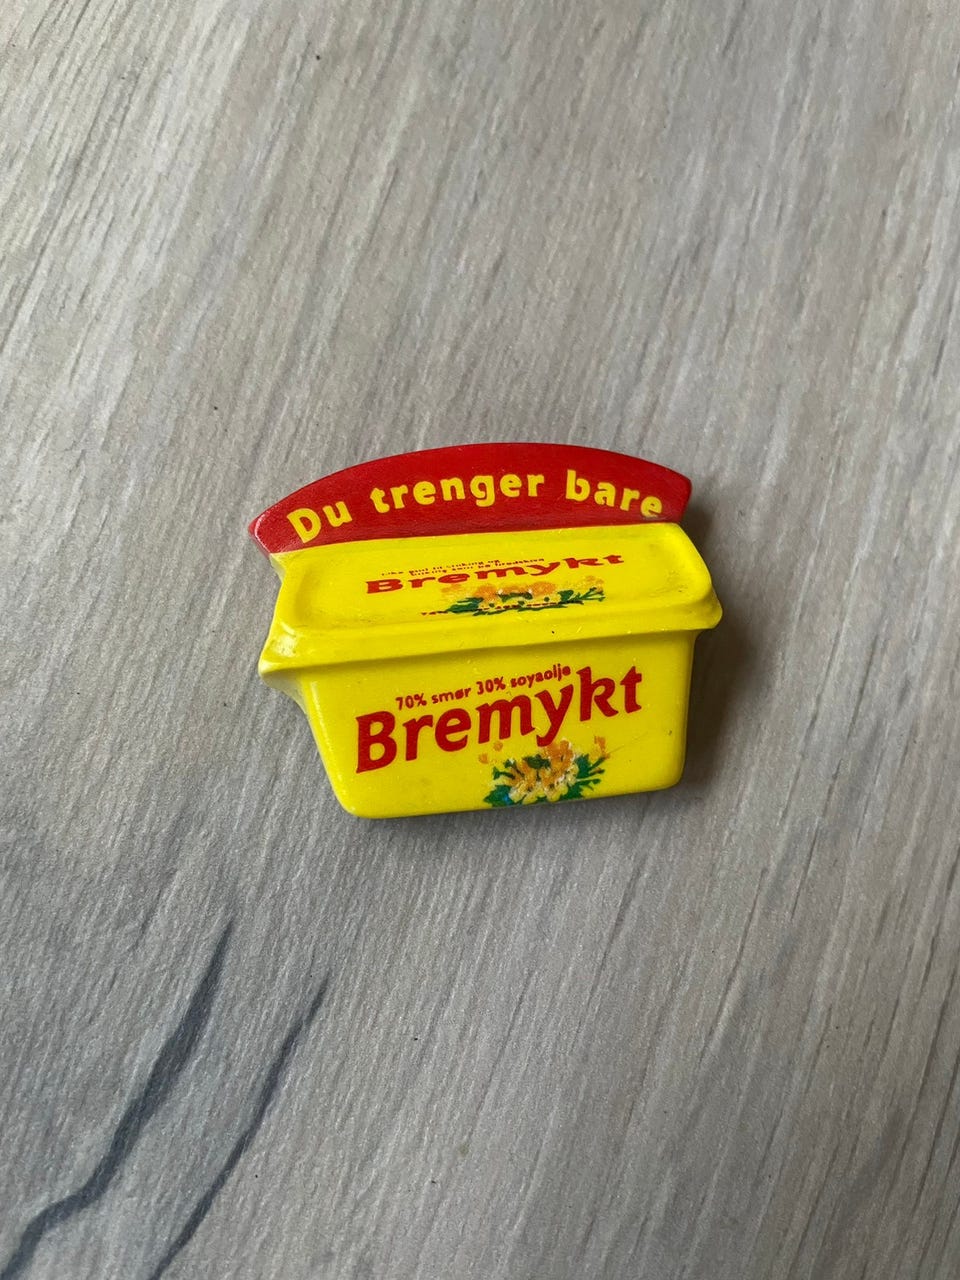 Du trenger bare
Bremykt
70% smør 30% soyaolje
Bremykt